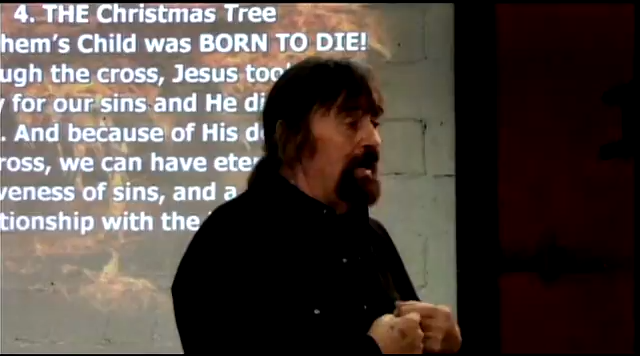 4. THE Christmas Tree
hem's Child was BORN TO DIE!
ugh the cross, Jesus too
for our sins and He di
. And because of His d
ross, we can have eter
veness of sins, and a
tionship with the